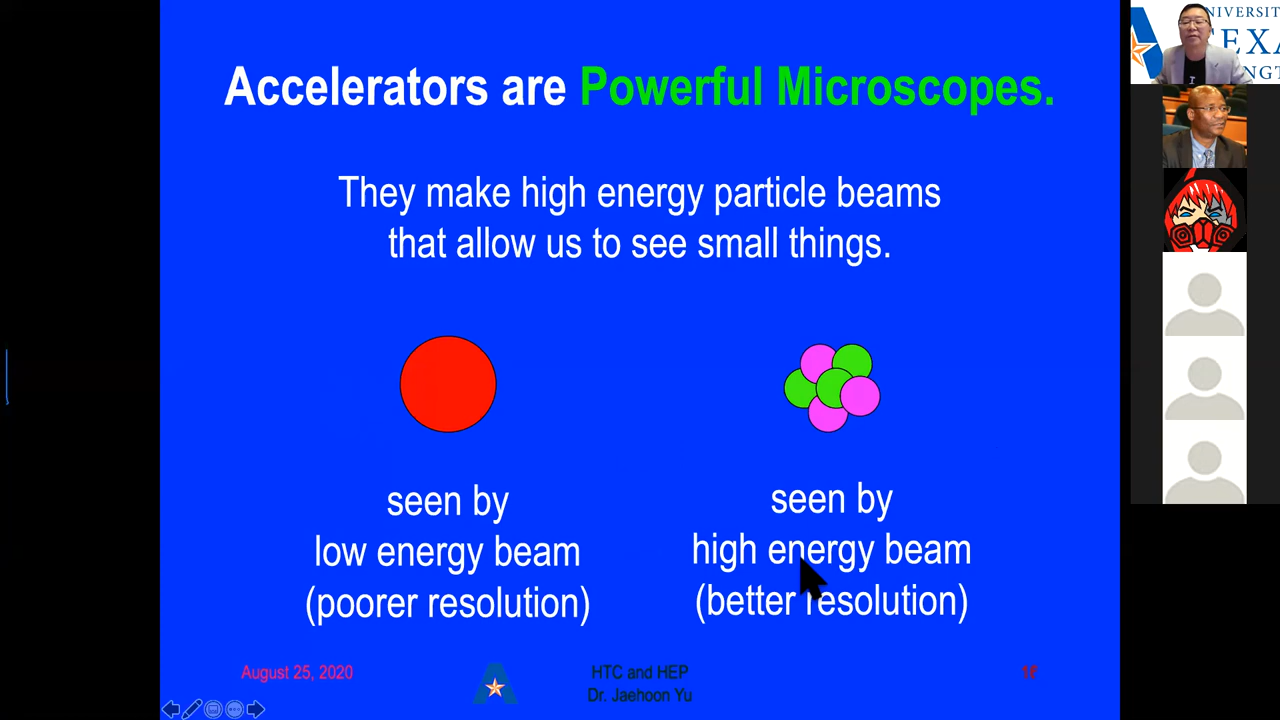 Accelerators are Powerful Microscopes.
They make high energy particle beams
that allow us to see small things.
seen by
low energy beam
(poorer resolution)
seen by
high energy beam
(better resolution)
August 25, 2020
HTC and HEP
Dr. Jaehoon Yu